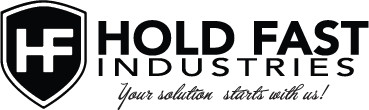 HF
HOLD FAST
INDUSTRIES
Your solution starts with us!